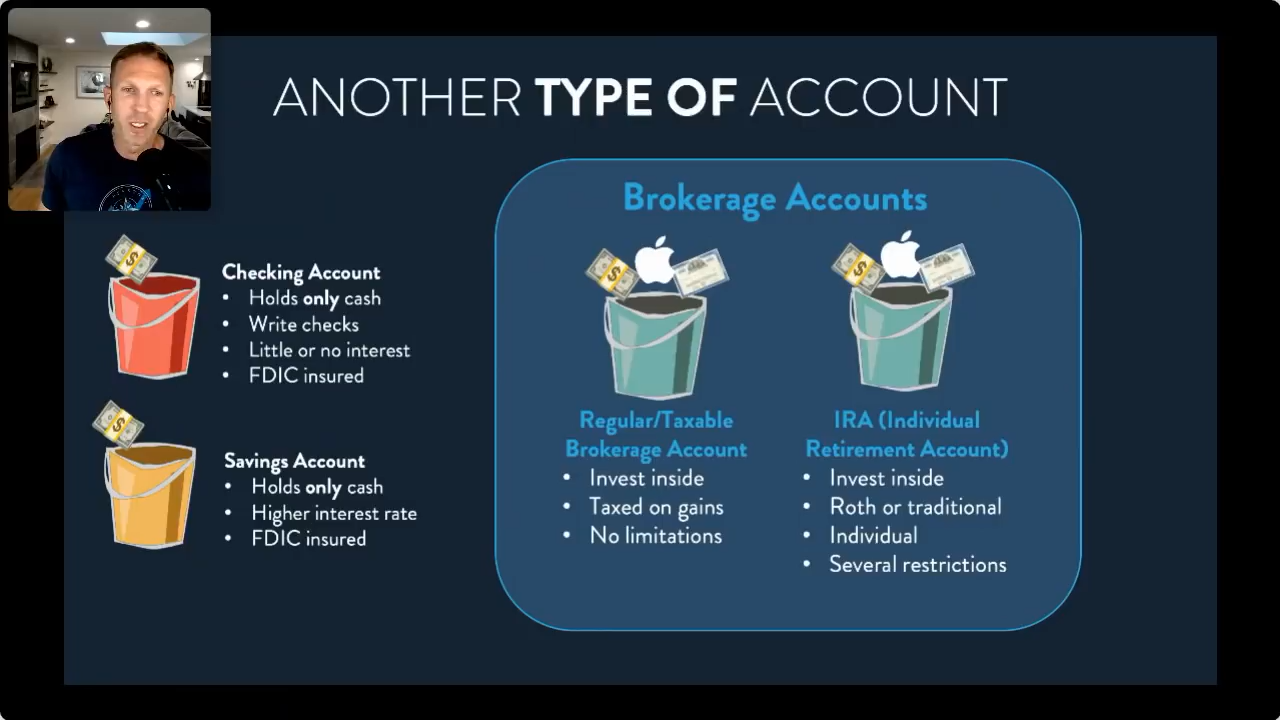 ANOTHER TYPE OF ACCOUNT
Checking Account
• Holds only cash
• Write checks
• Little or no interest
• FDIC insured
Savings Account
• Holds only cash
• Higher interest rate
• FDIC insured
Brokerage Accounts
Regular/Taxable
Brokerage Account
• Invest inside
• Taxed on gains
• No limitations
IRA (Individual
Retirement Account)
• Invest inside
• Roth or traditional
• Individual
• Several restrictions